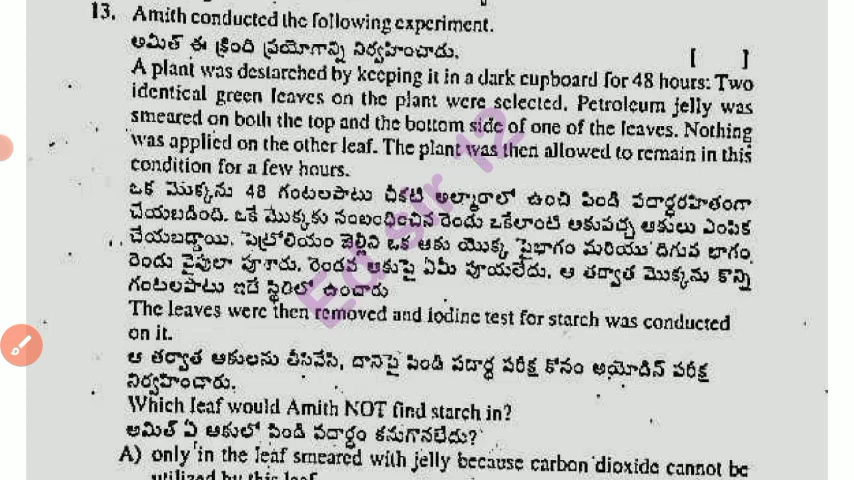 13. Amith conducted the following experiment.
అమిత్ ఈ క్రింది ప్రయోగాన్ని నిర్వహించాడు. [ ]
A plant was destarched by keeping it in a dark cupboard for 48 hours: Two
identical green leaves on the plant were selected. Petroleum jelly was
smeared on both the top and the bottom side of one of the leaves. Nothing
was applied on the other leaf. The plant was then allowed to remain in this
condition for a few hours.
ఒక మొక్కను 48 గంటలపాటు చీకటి అల్మారాలో ఉంచి పిండి పదార్థరహితంగా
చేయబడింది. ఒకే మొక్కకు సంబంధించిన రెండు ఒకేలాంటి ఆకుపచ్చ ఆకులు ఎంపిక
చేయబడ్డాయి. పెట్రోలియం జెల్లీని ఒక ఆకు యొక్క పైభాగం మరియు దిగువ భాగం
రెండు వైపులా పూశారు. రెండవ ఆకుపై ఏమీ పూయలేదు. ఆ తర్వాత మొక్కను కొన్ని
గంటలపాటు ఇదే స్థితిలో ఉంచారు
The leaves were then removed and iodine test for starch was conducted
on it.
ఆ తర్వాత ఆకులను తీసివేసి, దానిపై పిండి పదార్థ పరీక్ష కోసం అయోడిన్ పరీక్ష
నిర్వహించారు.
Which leaf would Amith NOT find starch in?
అమిత్ ఏ ఆకులో పిండి పదార్థం కనుగొనలేదు?
A) only in the leaf smeared with jelly because carbon dioxide cannot be
utilized by this leaf
Ed sir 12